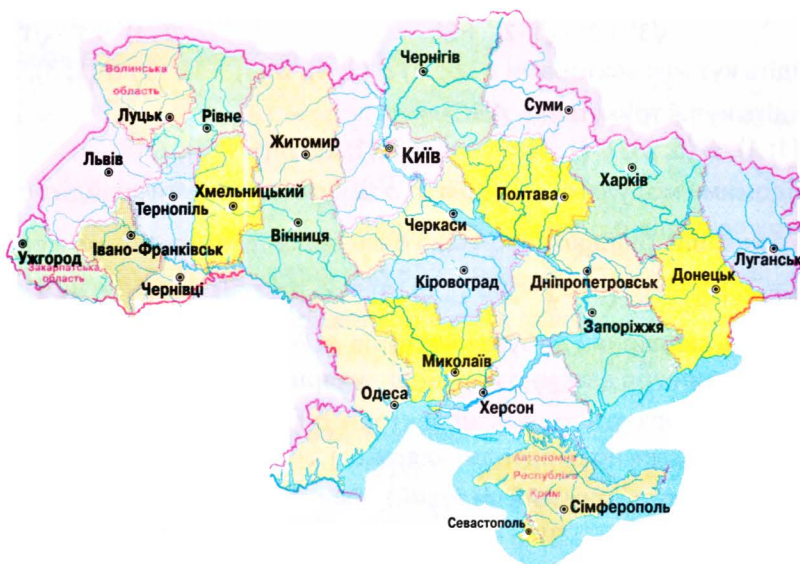 Чернігів
Волинська
область
Луцьк
Рівне
Суми
Житомир
Київ
Львів
Хмельницький
Тернопіль
Полтава
Харків
Черкаси
Вінниця
Ужгород
Івано-Франківськ
Закарпатська
область
Чернівці
Кіровоград
Дніпропетровськ
Донецьк
Луганськ
Запоріжжя
Миколаїв
Одеса
Херсон
Автономна
Республіка
Крим
Сімферополь
Севастополь